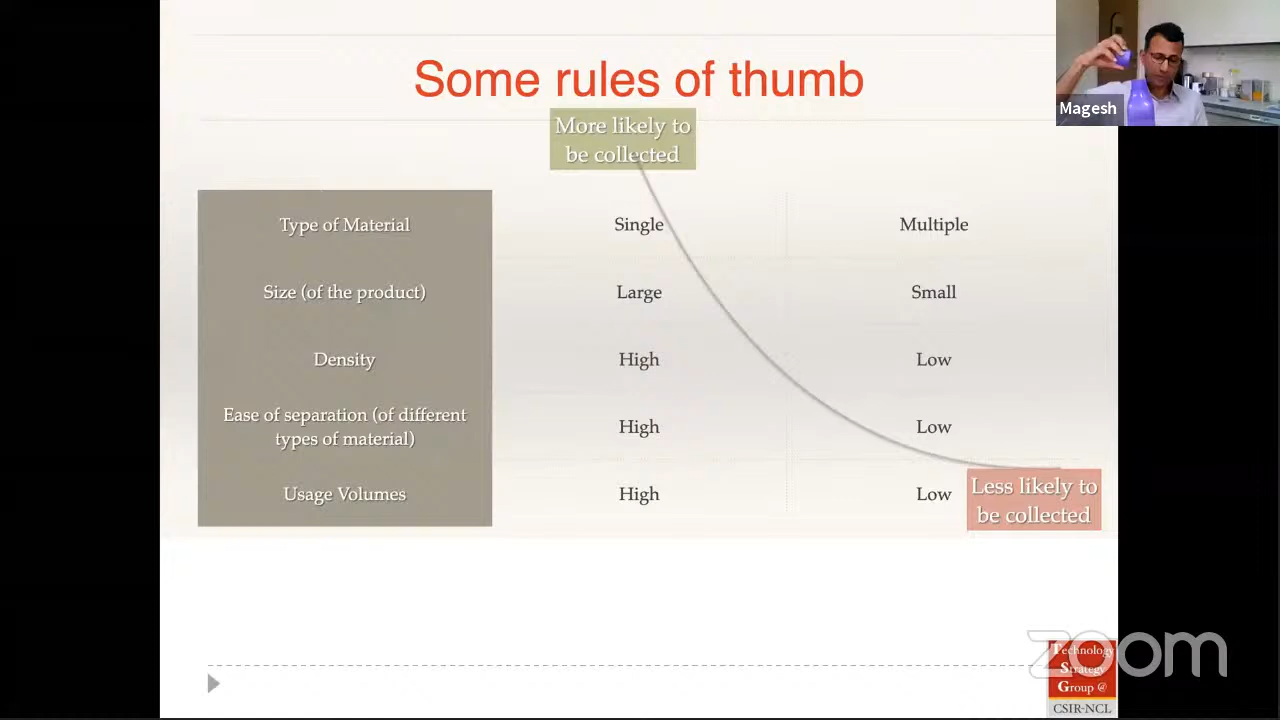 Some rules of thumb
Magesh
More likely to
be collected
Type of Material
Single
Multiple
Size (of the product)
Large
Small
Density
High
Low
Ease of separation (of different
types of material)
High
Low
Usage Volumes
High
Low
Less likely to
be collected
zoom
Technology
Strategy
Group @
CSIR-NCL